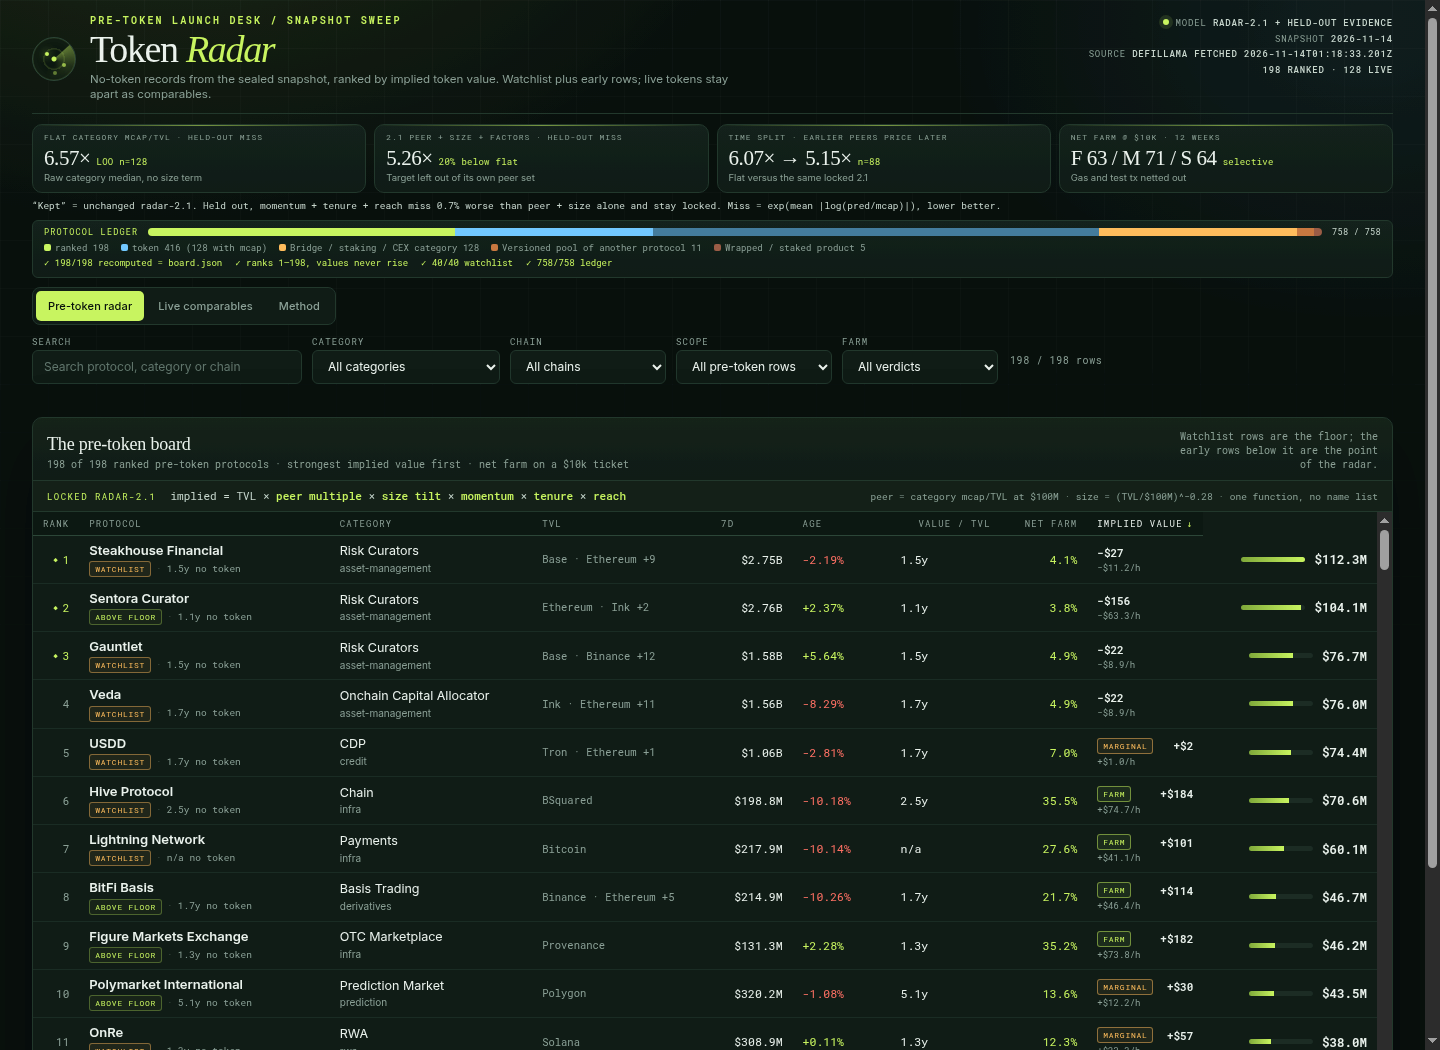 PRE-TOKEN LAUNCH DESK / SNAPSHOT SWEEP
Token Radar
No-token records from the sealed snapshot, ranked by implied token value. Watchlist plus early rows; live tokens stay
apart as comparables.
MODEL RADAR-2.1 + HELD-OUT EVIDENCE
SNAPSHOT 2026-11-14
SOURCE DEFILLAMA FETCHED 2026-11-14T01:18:33.201Z
198 RANKED · 128 LIVE
FLAT CATEGORY MCAP/TVL · HELD-OUT MISS
6.57× LOO n=128
Raw category median, no size term
2.1 PEER + SIZE + FACTORS · HELD-OUT MISS
5.26× 20% below flat
Target left out of its own peer set
TIME SPLIT · EARLIER PEERS PRICE LATER
6.07× → 5.15× n=88
Flat versus the same locked 2.1
NET FARM @ $10K · 12 WEEKS
F 63 / M 71 / S 64 selective
Gas and test tx netted out
“Kept” = unchanged radar-2.1. Held out, momentum + tenure + reach miss 0.7% worse than peer + size alone and stay locked. Miss = exp(mean |log(pred/mcap)|), lower better.
PROTOCOL LEDGER 758 / 758
ranked 198 token 416 (128 with mcap) Bridge / staking / CEX category 128 Versioned pool of another protocol 11 Wrapped / staked product 5
✓ 198/198 recomputed = board.json ✓ ranks 1–198, values never rise ✓ 40/40 watchlist ✓ 758/758 ledger
Pre-token radar Live comparables Method
SEARCH CATEGORY CHAIN SCOPE FARM
Search protocol, category or chain All categories All chains All pre-token rows All verdicts 198 / 198 rows
The pre-token board
198 of 198 ranked pre-token protocols · strongest implied value first · net farm on a $10k ticket
Watchlist rows are the floor; the
early rows below it are the point
of the radar.
LOCKED RADAR-2.1 implied = TVL × peer multiple × size tilt × momentum × tenure × reach peer = category mcap/TVL at $100M · size = (TVL/$100M)^−0.28 · one function, no name list
RANK PROTOCOL CATEGORY TVL 7D AGE VALUE / TVL NET FARM IMPLIED VALUE ↓
◆ 1 Steakhouse Financial Risk Curators Base · Ethereum +9 $2.75B -2.19% 1.5y 4.1% −$27 $112.3M
WATCHLIST · 1.5y no token asset-management −$11.2/h
◆ 2 Sentora Curator Risk Curators Ethereum · Ink +2 $2.76B +2.37% 1.1y 3.8% −$156 $104.1M
ABOVE FLOOR · 1.1y no token asset-management −$63.3/h
◆ 3 Gauntlet Risk Curators Base · Binance +12 $1.58B +5.64% 1.5y 4.9% −$22 $76.7M
WATCHLIST · 1.5y no token asset-management −$8.9/h
4 Veda Onchain Capital Allocator Ink · Ethereum +11 $1.56B -8.29% 1.7y 4.9% −$22 $76.0M
WATCHLIST · 1.7y no token asset-management −$8.9/h
5 USDD CDP Tron · Ethereum +1 $1.06B -2.81% 1.7y 7.0% MARGINAL +$2 $74.4M
WATCHLIST · 1.7y no token credit +$1.0/h
6 Hive Protocol Chain BSquared $198.8M -10.18% 2.5y 35.5% FARM +$184 $70.6M
WATCHLIST · 2.5y no token infra +$74.7/h
7 Lightning Network Payments Bitcoin $217.9M -10.14% n/a 27.6% FARM +$101 $60.1M
WATCHLIST · n/a no token infra +$41.1/h
8 BitFi Basis Basis Trading Binance · Ethereum +5 $214.9M -10.26% 1.7y 21.7% FARM +$114 $46.7M
ABOVE FLOOR · 1.7y no token derivatives +$46.4/h
9 Figure Markets Exchange OTC Marketplace Provenance $131.3M +2.28% 1.3y 35.2% FARM +$182 $46.2M
ABOVE FLOOR · 1.3y no token infra +$73.8/h
10 Polymarket International Prediction Market Polygon $320.2M -1.08% 5.1y 13.6% MARGINAL +$30 $43.5M
ABOVE FLOOR · 5.1y no token prediction +$12.2/h
11 OnRe RWA Solana $308.9M +0.11% 1.3y 12.3% MARGINAL +$57 $38.0M